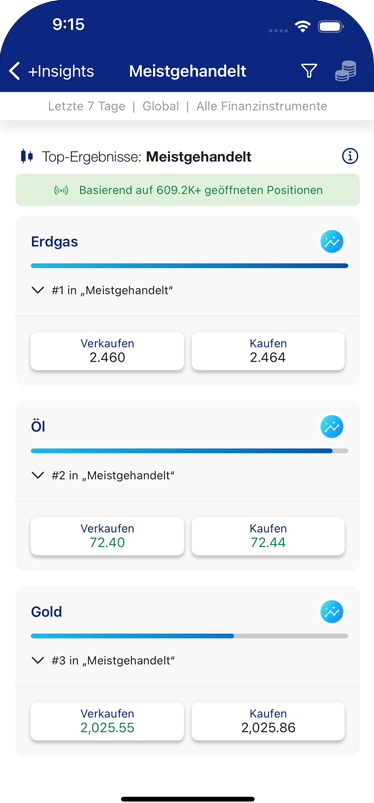 9:15
+Insights Meistgehandelt
Letzte 7 Tage | Global | Alle Finanzinstrumente
Top-Ergebnisse: Meistgehandelt
Basierend auf 609.2K+ geöffneten Positionen
Erdgas
#1 in „Meistgehandelt“
Verkaufen Kaufen
2.460 2.464
Öl
#2 in „Meistgehandelt“
Verkaufen Kaufen
72.40 72.44
Gold
#3 in „Meistgehandelt“
Verkaufen Kaufen
2,025.55 2,025.86